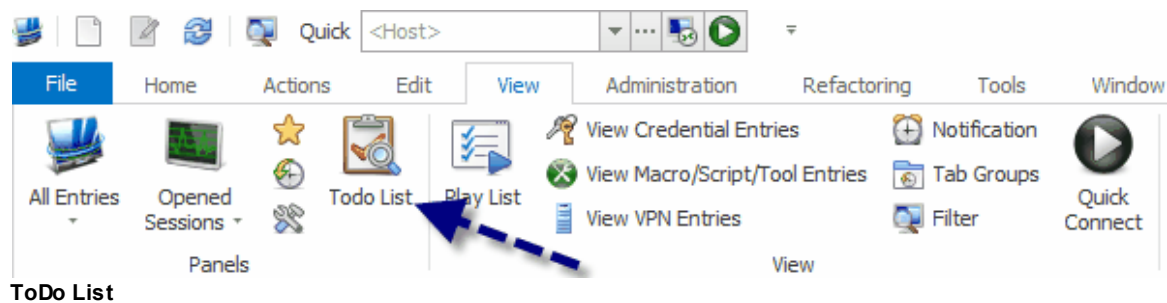 Quick <Host>
File Home Actions Edit View Administration Refactoring Tools Window
All Entries
Opened Sessions
Todo List
Play List
View Credential Entries
View Macro/Script/Tool Entries
View VPN Entries
Notification
Tab Groups
Filter
Quick Connect
Panels View
ToDo List